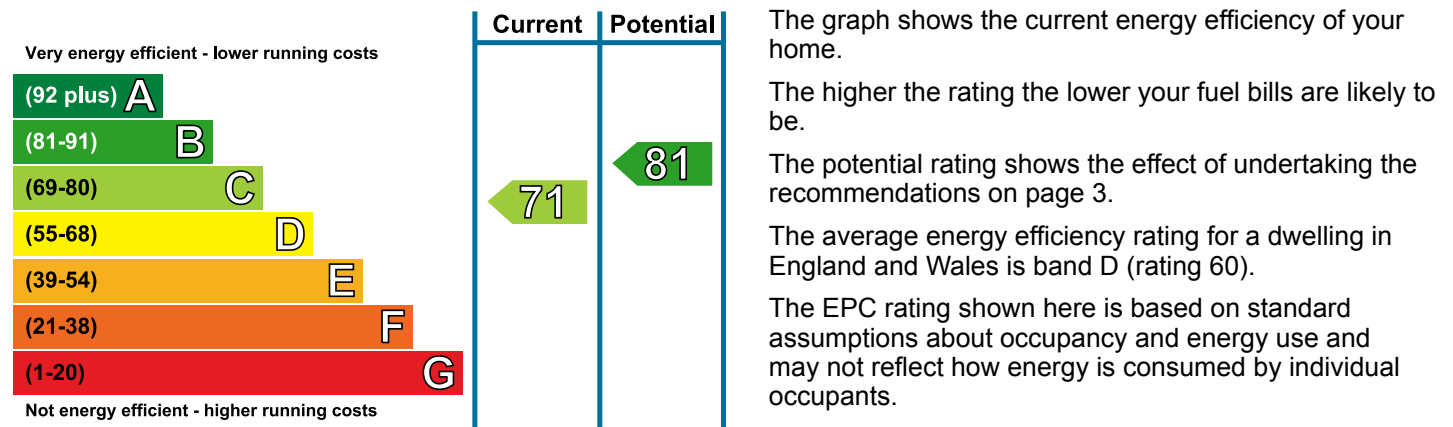 Current Potential
Very energy efficient - lower running costs
(92 plus) A
(81-91) B
81
(69-80) C
71
(55-68) D
(39-54) E
(21-38) F
(1-20) G
Not energy efficient - higher running costs
The graph shows the current energy efficiency of your
home.
The higher the rating the lower your fuel bills are likely to
be.
The potential rating shows the effect of undertaking the
recommendations on page 3.
The average energy efficiency rating for a dwelling in
England and Wales is band D (rating 60).
The EPC rating shown here is based on standard
assumptions about occupancy and energy use and
may not reflect how energy is consumed by individual
occupants.